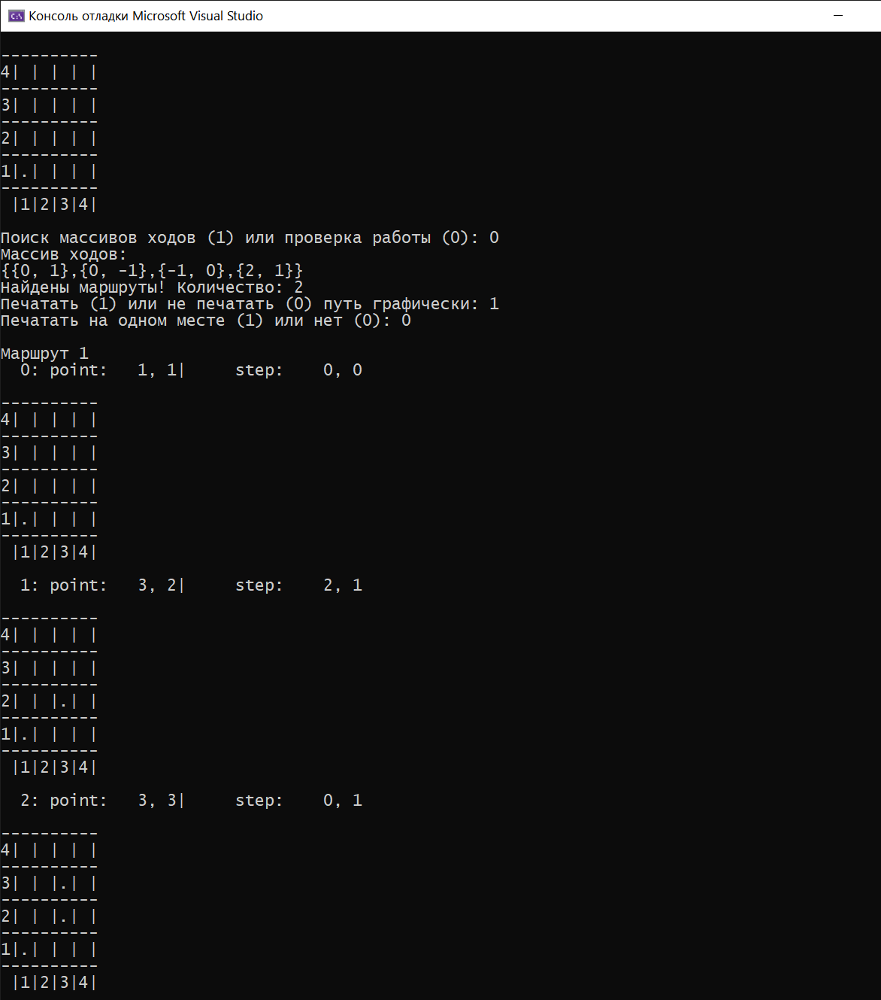 Консоль отладки Microsoft Visual Studio
----------
4| | | | |
----------
3| | | | |
----------
2| | | | |
----------
1|.| | | |
----------
 |1|2|3|4|
Поиск массивов ходов (1) или проверка работы (0): 0
Массив ходов:
{{0, 1},{0, -1},{-1, 0},{2, 1}}
Найдены маршруты! Количество: 2
Печатать (1) или не печатать (0) путь графически: 1
Печатать на одном месте (1) или нет (0): 0
Маршрут 1
  0: point:   1, 1|     step:    0, 0
----------
4| | | | |
----------
3| | | | |
----------
2| | | | |
----------
1|.| | | |
----------
 |1|2|3|4|
  1: point:   3, 2|     step:    2, 1
----------
4| | | | |
----------
3| | | | |
----------
2| | |.| |
----------
1|.| | | |
----------
 |1|2|3|4|
  2: point:   3, 3|     step:    0, 1
----------
4| | | | |
----------
3| | |.| |
----------
2| | |.| |
----------
1|.| | | |
----------
 |1|2|3|4|